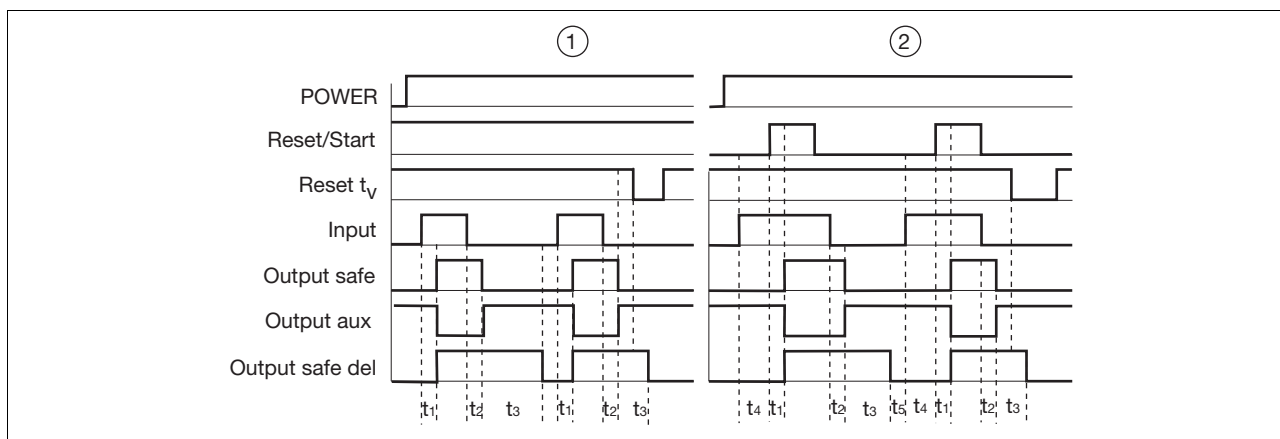 ① ②
POWER
Reset/Start
Reset tV
Input
Output safe
Output aux
Output safe del
t1 t2 t3 t1 t2 t3 t4 t1 t2 t3 t5 t4 t1 t2 t3